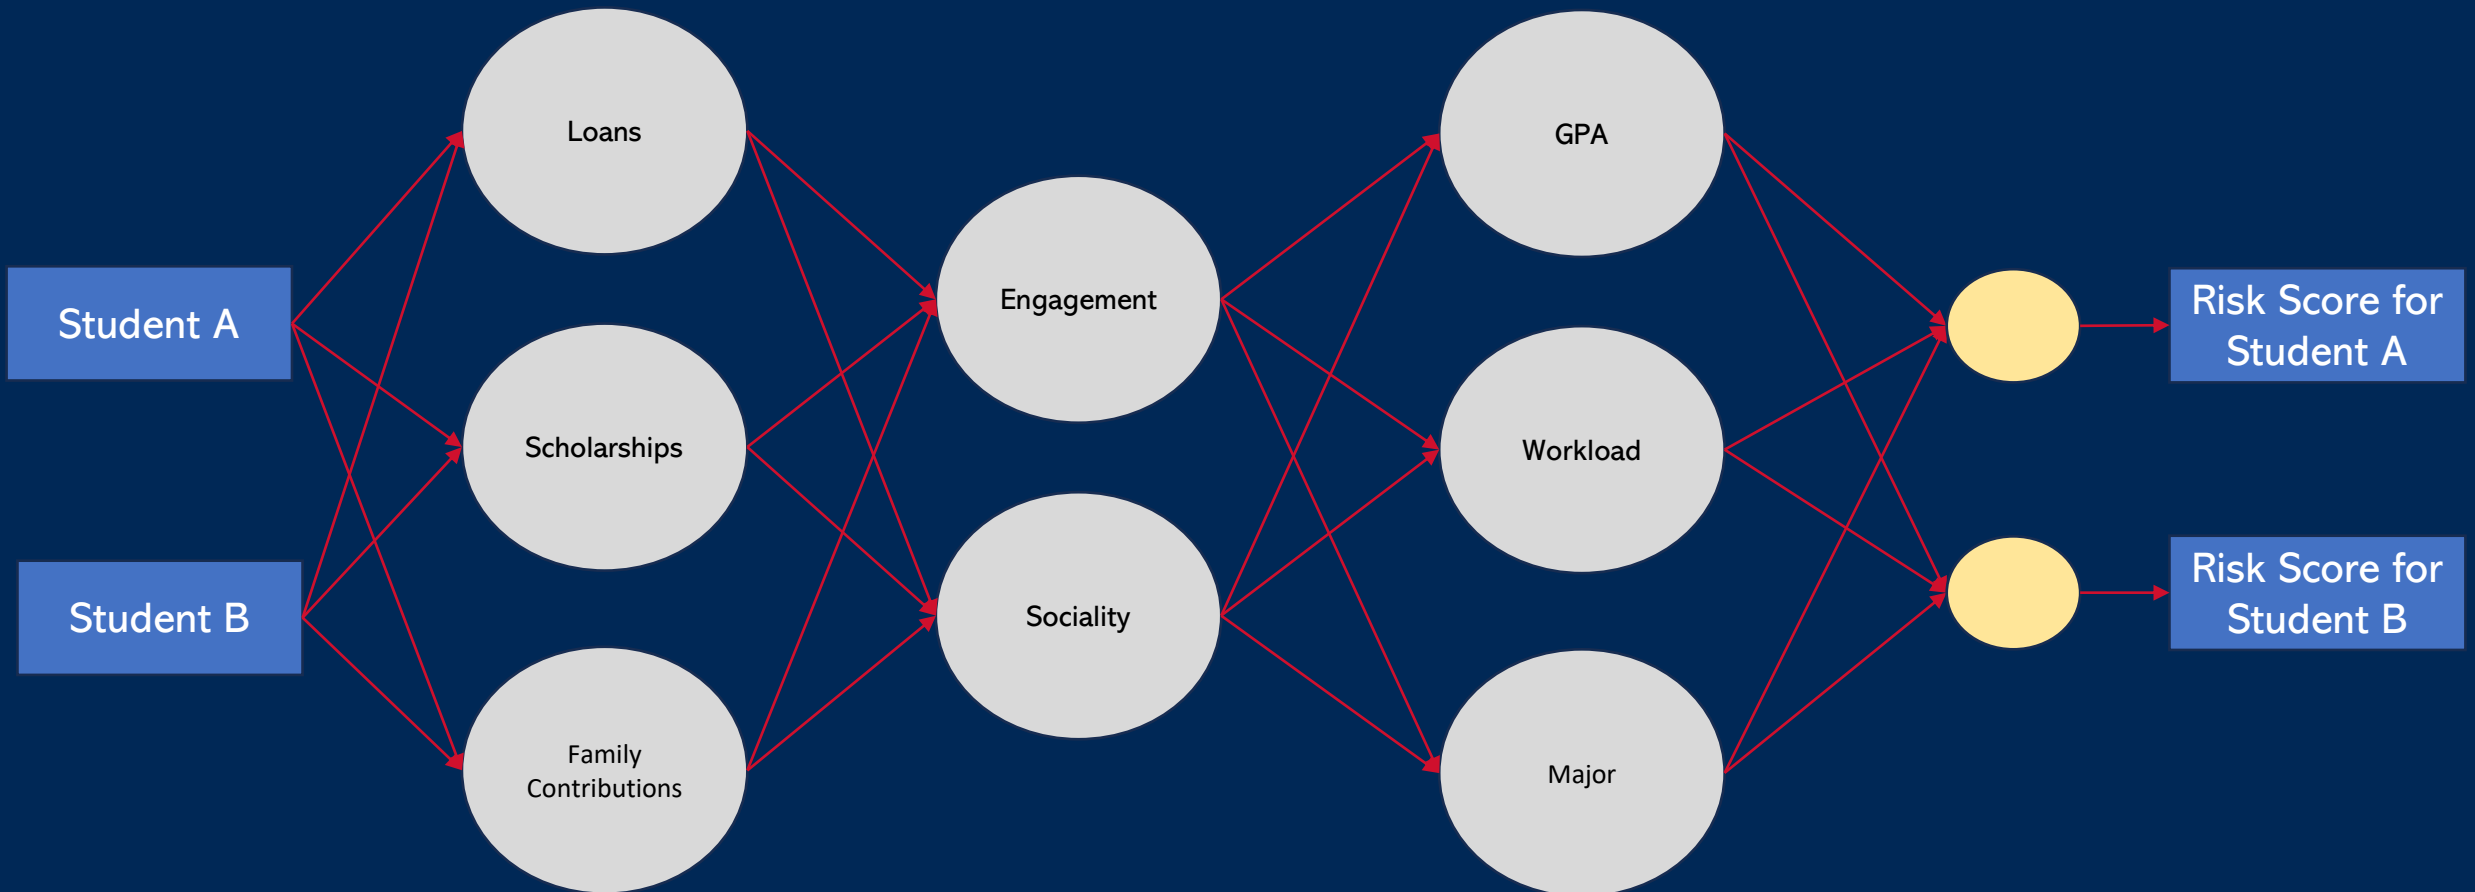 Student A
Student B
Loans
Scholarships
Family
Contributions
Engagement
Sociality
GPA
Workload
Major
Risk Score for
Student A
Risk Score for
Student B